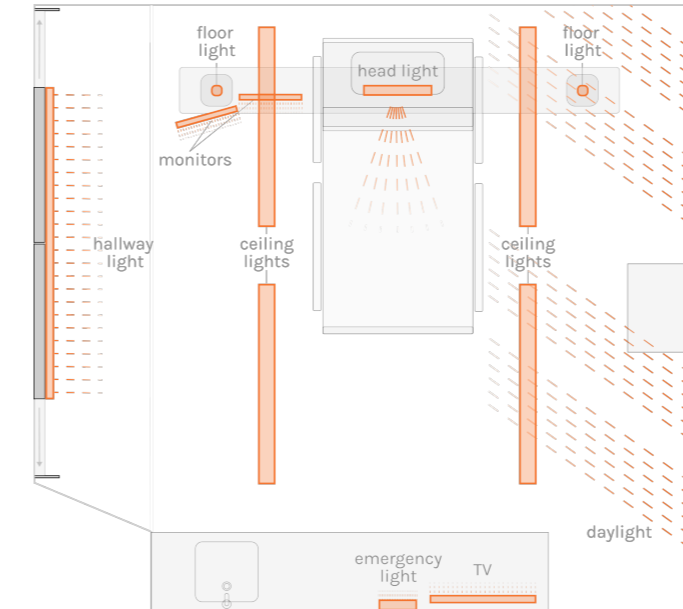 floor
light
floor
light
head light
monitors
hallway
light
ceiling
lights
ceiling
lights
daylight
emergency
light
TV